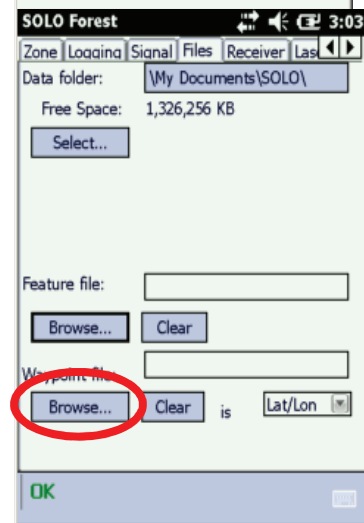 SOLO Forest 3:03
Zone Logging Signal Files Receiver Las
Data folder: \My Documents\SOLO\
Free Space: 1,326,256 KB
Select...
Feature file:
Browse... Clear
Waypoint file:
Browse... Clear is Lat/Lon
OK